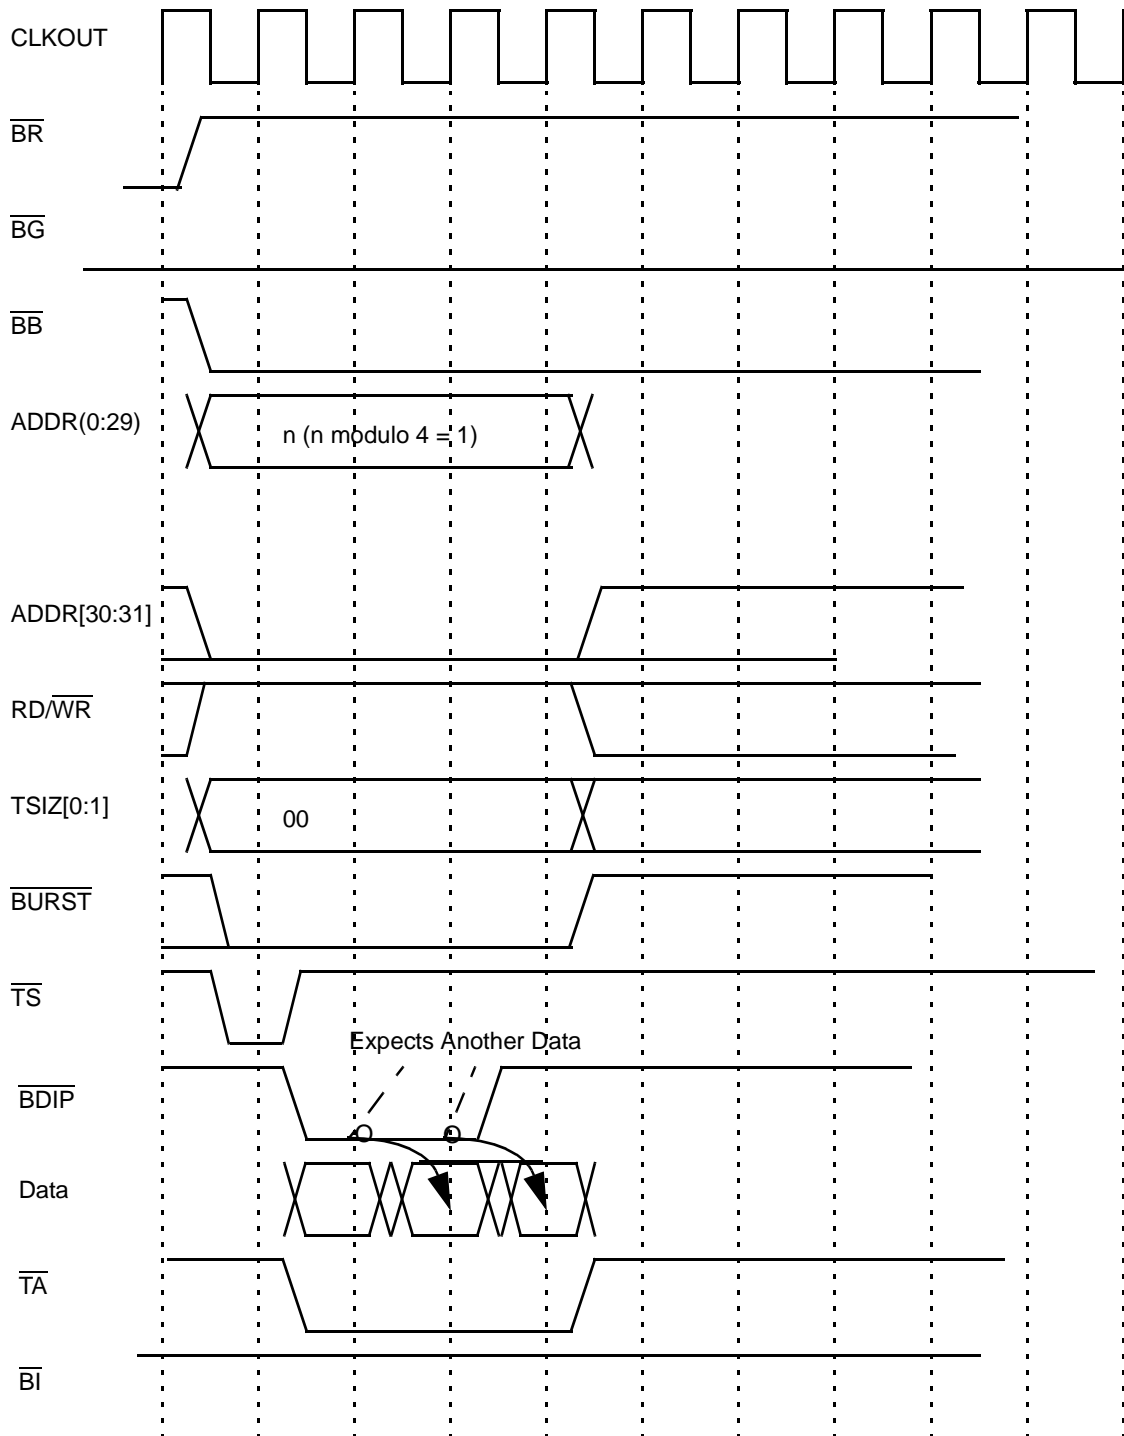 CLKOUT
BR
BG
BB
ADDR(0:29)
n (n modulo 4 = 1)
ADDR[30:31]
RD/WR
TSIZ[0:1]
00
BURST
TS
Expects Another Data
BDIP
Data
TA
BI